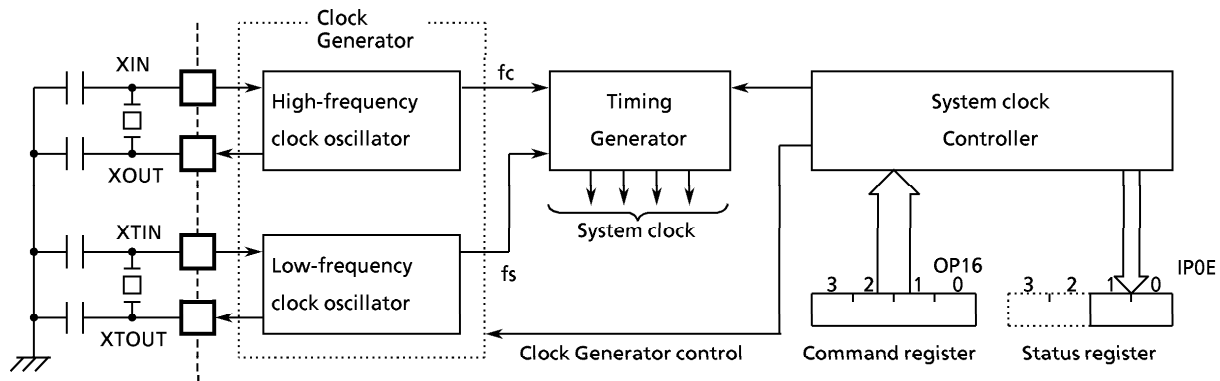 Clock
Generator
XIN
High-frequency
clock oscillator
XOUT
fc
Timing
Generator
System clock
Controller
System clock
XTIN
Low-frequency
clock oscillator
XTOUT
fs
OP16
3 2 1 0
IP0E
3 2 1 0
Clock Generator control
Command register
Status register